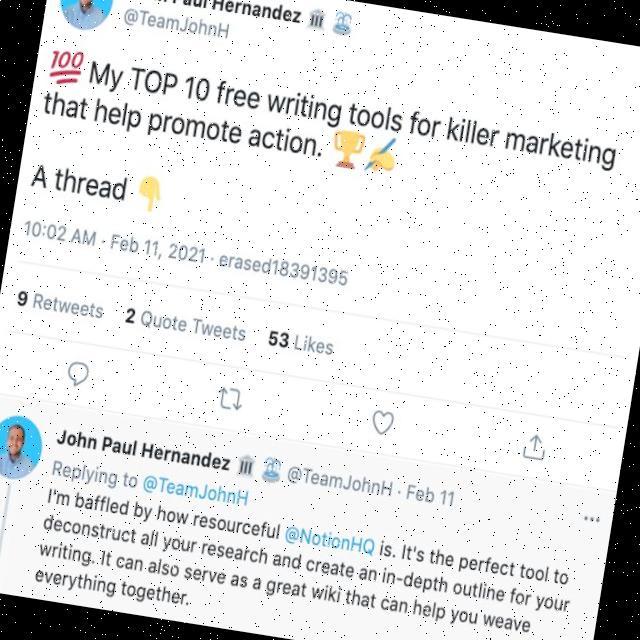 Paul Hernandez 🏛️ ⛲
@TeamJohnH
💯 My TOP 10 free writing tools for killer marketing
that help promote action. 🏆✍️
A thread 👇
10:02 AM · Feb 11, 2021 · erased18391395
9 Retweets 2 Quote Tweets 53 Likes
John Paul Hernandez 🏛️ ⛲ @TeamJohnH · Feb 11
Replying to @TeamJohnH
I'm baffled by how resourceful @NotionHQ is. It's the perfect tool to
deconstruct all your research and create an in-depth outline for your
writing. It can also serve as a great wiki that can help you weave
everything together.